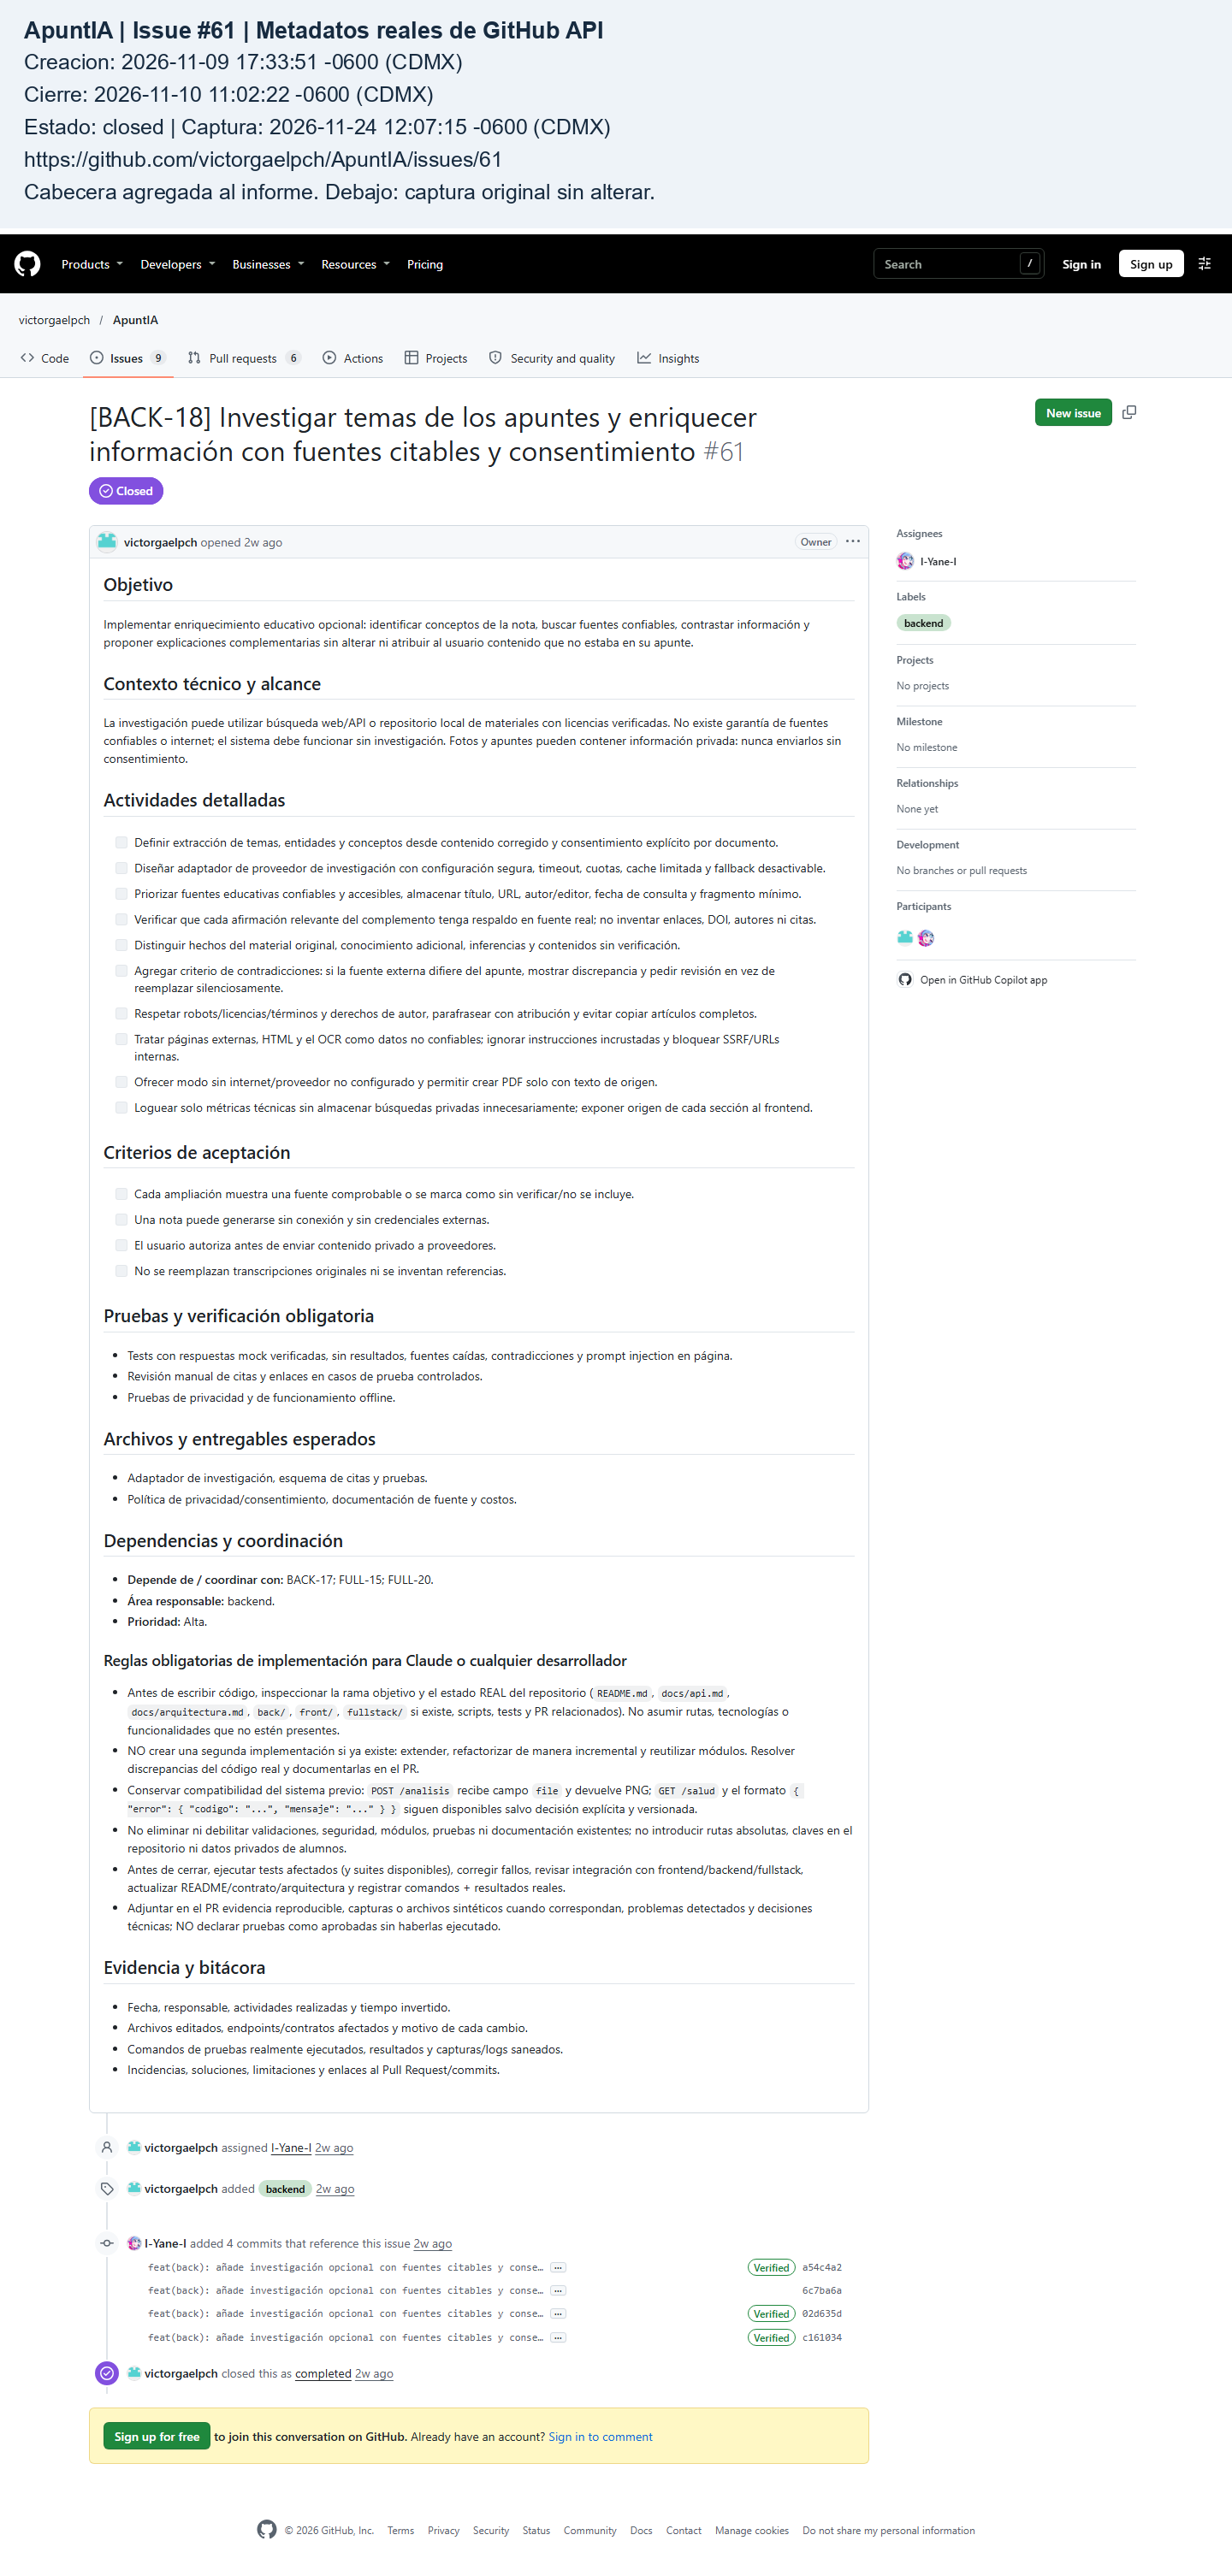 ApuntIA | Issue #61 | Metadatos reales de GitHub API
Creacion: 2026-11-09 17:33:51 -0600 (CDMX)
Cierre: 2026-11-10 11:02:22 -0600 (CDMX)
Estado: closed | Captura: 2026-11-24 12:07:15 -0600 (CDMX)
https://github.com/victorgaelpch/ApuntIA/issues/61
Cabecera agregada al informe. Debajo: captura original sin alterar.
Products Developers Businesses Resources Pricing Search / Sign in Sign up
victorgaelpch / ApuntIA
Code Issues 9 Pull requests 6 Actions Projects Security and quality Insights
[BACK-18] Investigar temas de los apuntes y enriquecer
información con fuentes citables y consentimiento #61
New issue
Closed
victorgaelpch opened 2w ago Owner
Objetivo
Implementar enriquecimiento educativo opcional: identificar conceptos de la nota, buscar fuentes confiables, contrastar información y
proponer explicaciones complementarias sin alterar ni atribuir al usuario contenido que no estaba en su apunte.
Contexto técnico y alcance
La investigación puede utilizar búsqueda web/API o repositorio local de materiales con licencias verificadas. No existe garantía de fuentes
confiables o internet; el sistema debe funcionar sin investigación. Fotos y apuntes pueden contener información privada: nunca enviarlos sin
consentimiento.
Actividades detalladas
Definir extracción de temas, entidades y conceptos desde contenido corregido y consentimiento explícito por documento.
Diseñar adaptador de proveedor de investigación con configuración segura, timeout, cuotas, cache limitada y fallback desactivable.
Priorizar fuentes educativas confiables y accesibles, almacenar título, URL, autor/editor, fecha de consulta y fragmento mínimo.
Verificar que cada afirmación relevante del complemento tenga respaldo en fuente real; no inventar enlaces, DOI, autores ni citas.
Distinguir hechos del material original, conocimiento adicional, inferencias y contenidos sin verificación.
Agregar criterio de contradicciones: si la fuente externa difiere del apunte, mostrar discrepancia y pedir revisión en vez de
reemplazar silenciosamente.
Respetar robots/licencias/términos y derechos de autor, parafrasear con atribución y evitar copiar artículos completos.
Tratar páginas externas, HTML y el OCR como datos no confiables; ignorar instrucciones incrustadas y bloquear SSRF/URLs
internas.
Ofrecer modo sin internet/proveedor no configurado y permitir crear PDF solo con texto de origen.
Loguear solo métricas técnicas sin almacenar búsquedas privadas innecesariamente; exponer origen de cada sección al frontend.
Criterios de aceptación
Cada ampliación muestra una fuente comprobable o se marca como sin verificar/no se incluye.
Una nota puede generarse sin conexión y sin credenciales externas.
El usuario autoriza antes de enviar contenido privado a proveedores.
No se reemplazan transcripciones originales ni se inventan referencias.
Pruebas y verificación obligatoria
Tests con respuestas mock verificadas, sin resultados, fuentes caídas, contradicciones y prompt injection en página.
Revisión manual de citas y enlaces en casos de prueba controlados.
Pruebas de privacidad y de funcionamiento offline.
Archivos y entregables esperados
Adaptador de investigación, esquema de citas y pruebas.
Política de privacidad/consentimiento, documentación de fuente y costos.
Dependencias y coordinación
Depende de / coordinar con: BACK-17; FULL-15; FULL-20.
Área responsable: backend.
Prioridad: Alta.
Reglas obligatorias de implementación para Claude o cualquier desarrollador
Antes de escribir código, inspeccionar la rama objetivo y el estado REAL del repositorio ( README.md, docs/api.md,
docs/arquitectura.md, back/, front/, fullstack/ si existe, scripts, tests y PR relacionados). No asumir rutas, tecnologías o
funcionalidades que no estén presentes.
NO crear una segunda implementación si ya existe: extender, refactorizar de manera incremental y reutilizar módulos. Resolver
discrepancias del código real y documentarlas en el PR.
Conservar compatibilidad del sistema previo: POST /analisis recibe campo file y devuelve PNG; GET /salud y el formato {
"error": { "codigo": "...", "mensaje": "..." } } siguen disponibles salvo decisión explícita y versionada.
No eliminar ni debilitar validaciones, seguridad, módulos, pruebas ni documentación existentes; no introducir rutas absolutas, claves en el
repositorio ni datos privados de alumnos.
Antes de cerrar, ejecutar tests afectados (y suites disponibles), corregir fallos, revisar integración con frontend/backend/fullstack,
actualizar README/contrato/arquitectura y registrar comandos + resultados reales.
Adjuntar en el PR evidencia reproducible, capturas o archivos sintéticos cuando correspondan, problemas detectados y decisiones
técnicas; NO declarar pruebas como aprobadas sin haberlas ejecutado.
Evidencia y bitácora
Fecha, responsable, actividades realizadas y tiempo invertido.
Archivos editados, endpoints/contratos afectados y motivo de cada cambio.
Comandos de pruebas realmente ejecutados, resultados y capturas/logs saneados.
Incidencias, soluciones, limitaciones y enlaces al Pull Request/commits.
Assignees
I-Yane-I
Labels
backend
Projects
No projects
Milestone
No milestone
Relationships
None yet
Development
No branches or pull requests
Participants
Open in GitHub Copilot app
victorgaelpch assigned I-Yane-I 2w ago
victorgaelpch added backend 2w ago
I-Yane-I added 4 commits that reference this issue 2w ago
feat(back): añade investigación opcional con fuentes citables y conse… ... Verified a54c4a2
feat(back): añade investigación opcional con fuentes citables y conse… ... 6c7ba6a
feat(back): añade investigación opcional con fuentes citables y conse… ... Verified 02d635d
feat(back): añade investigación opcional con fuentes citables y conse… ... Verified c161034
victorgaelpch closed this as completed 2w ago
Sign up for free to join this conversation on GitHub. Already have an account? Sign in to comment
© 2026 GitHub, Inc. Terms Privacy Security Status Community Docs Contact Manage cookies Do not share my personal information